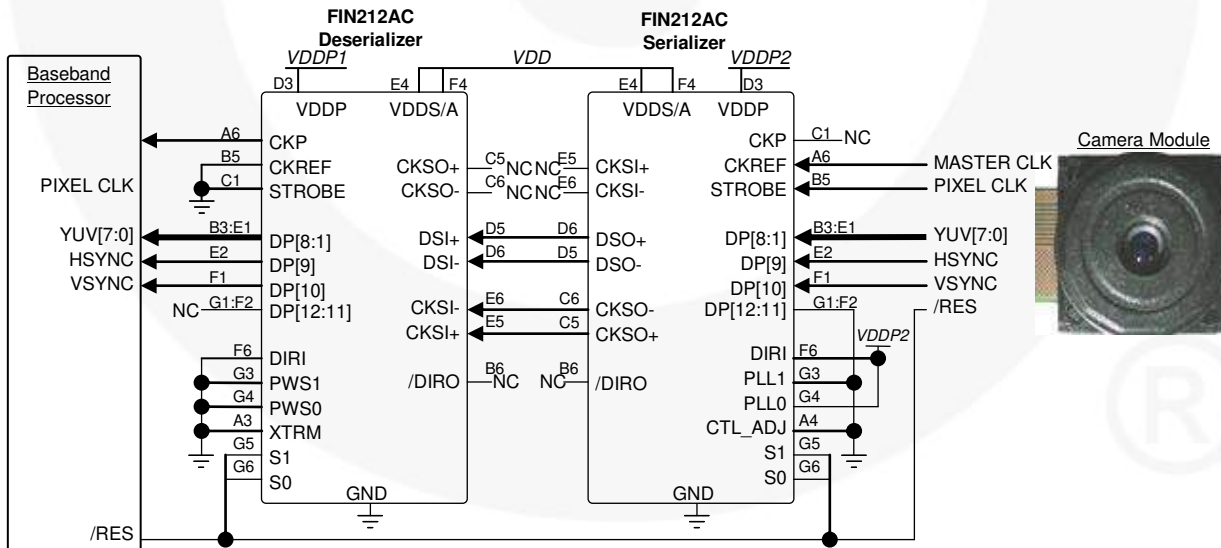 FIN212AC
Deserializer
FIN212AC
Serializer
VDDP1
VDD
VDDP2
D3
E4
F4
E4
F4
D3
Baseband
Processor
VDDP
VDDS/A
VDDS/A
VDDP
A6
CKP
CKP
C1
NC
Camera Module
B5
CKREF
CKSO+
C5
NC
NC
E5
CKSI+
CKREF
A6
MASTER CLK
PIXEL CLK
C1
STROBE
CKSO-
C6
NC
NC
E6
CKSI-
STROBE
B5
PIXEL CLK
YUV[7:0]
B3:E1
DP[8:1]
DSI+
D5
D6
DSO+
DP[8:1]
B3:E1
YUV[7:0]
HSYNC
E2
DP[9]
DSI-
D6
D5
DSO-
DP[9]
E2
HSYNC
VSYNC
F1
DP[10]
CKSI-
E6
C6
CKSO-
DP[10]
F1
VSYNC
NC
G1:F2
DP[12:11]
CKSI+
E5
C5
CKSO+
DP[12:11]
G1:F2
/RES
VDDP2
F6
DIRI
/DIRO
B6
NC
NC
B6
/DIRO
DIRI
F6
G3
PWS1
PLL1
G3
G4
PWS0
PLL0
G4
A3
XTRM
CTL_ADJ
A4
G5
S1
S1
G5
G6
S0
S0
G6
GND
GND
/RES
®